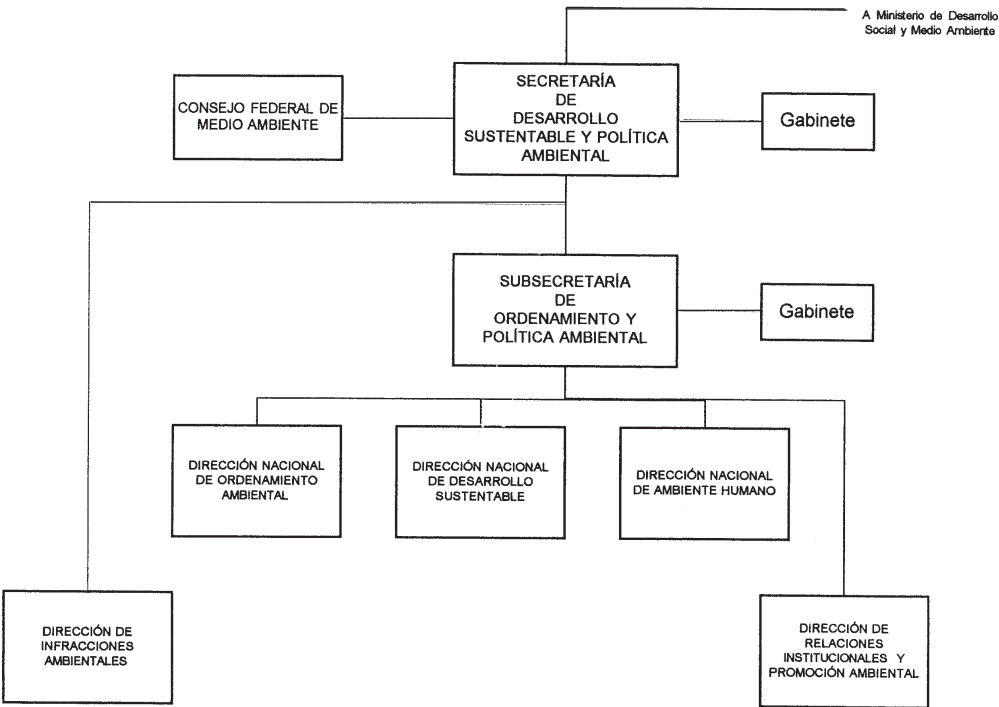 A Ministerio de Desarrollo
Social y Medio Ambiente
SECRETARÍA
DE
DESARROLLO
SUSTENTABLE Y POLÍTICA
AMBIENTAL
CONSEJO FEDERAL DE
MEDIO AMBIENTE
Gabinete
SUBSECRETARÍA
DE
ORDENAMIENTO Y
POLÍTICA AMBIENTAL
Gabinete
DIRECCIÓN NACIONAL
DE ORDENAMIENTO
AMBIENTAL
DIRECCIÓN NACIONAL
DE DESARROLLO
SUSTENTABLE
DIRECCIÓN NACIONAL
DE AMBIENTE HUMANO
DIRECCIÓN DE
INFRACCIONES
AMBIENTALES
DIRECCIÓN DE
RELACIONES
INSTITUCIONALES Y
PROMOCIÓN AMBIENTAL